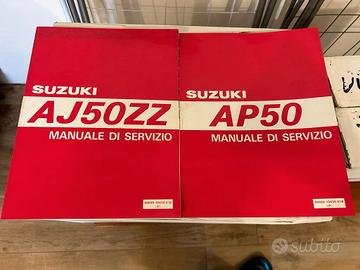 SUZUKI
AJ50ZZ
MANUALE DI SERVIZIO
SUZUKI
AP50
MANUALE DI SERVIZIO
subito